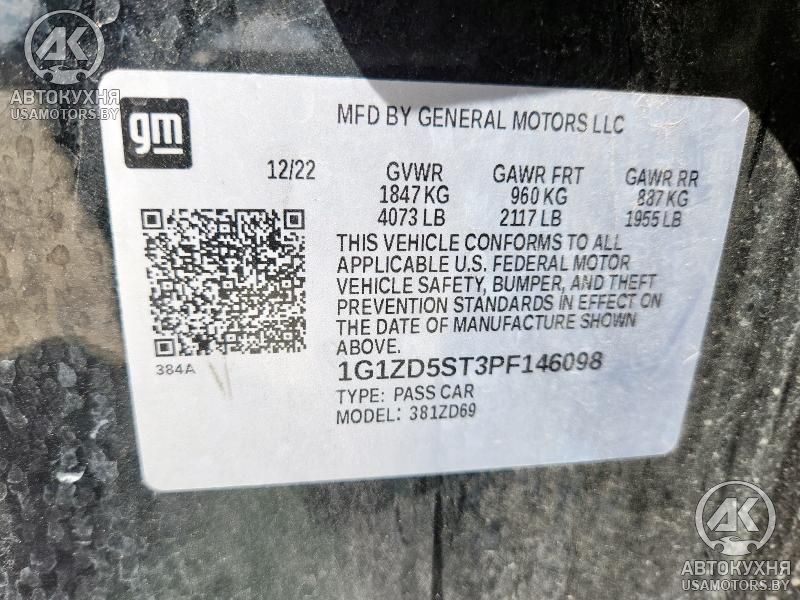 AK
АВТОКУХНЯ
USAMOTORS.BY
gm
MFD BY GENERAL MOTORS LLC
12/22 GVWR GAWR FRT GAWR RR
1847 KG 960 KG 887 KG
4073 LB 2117 LB 1955 LB
THIS VEHICLE CONFORMS TO ALL
APPLICABLE U.S. FEDERAL MOTOR
VEHICLE SAFETY, BUMPER, AND THEFT
PREVENTION STANDARDS IN EFFECT ON
THE DATE OF MANUFACTURE SHOWN
ABOVE.
384A
1G1ZD5ST3PF146098
TYPE: PASS CAR
MODEL: 381ZD69
AK
АВТОКУХНЯ
USAMOTORS.BY